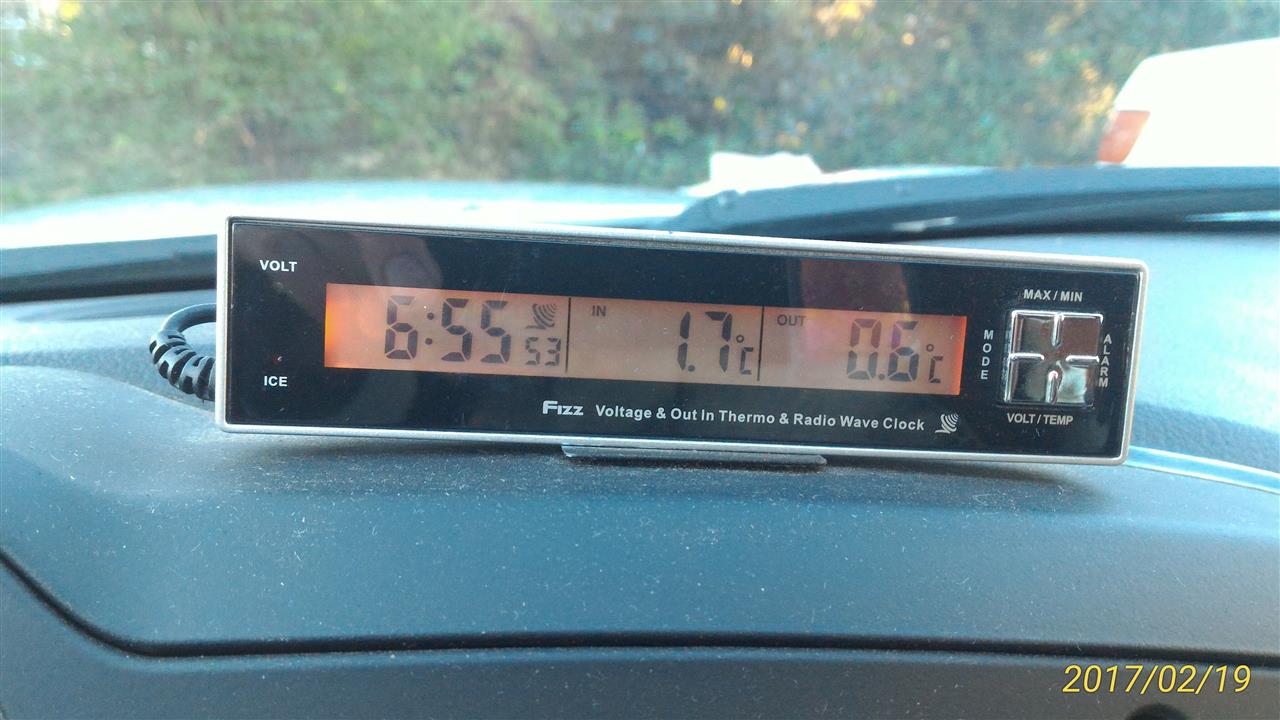 VOLT
ICE
6:55 53
IN
1.7°C
OUT
0.6°C
MAX / MIN
MODE
ALARM
VOLT / TEMP
Fizz Voltage & Out In Thermo & Radio Wave Clock
2017/02/19